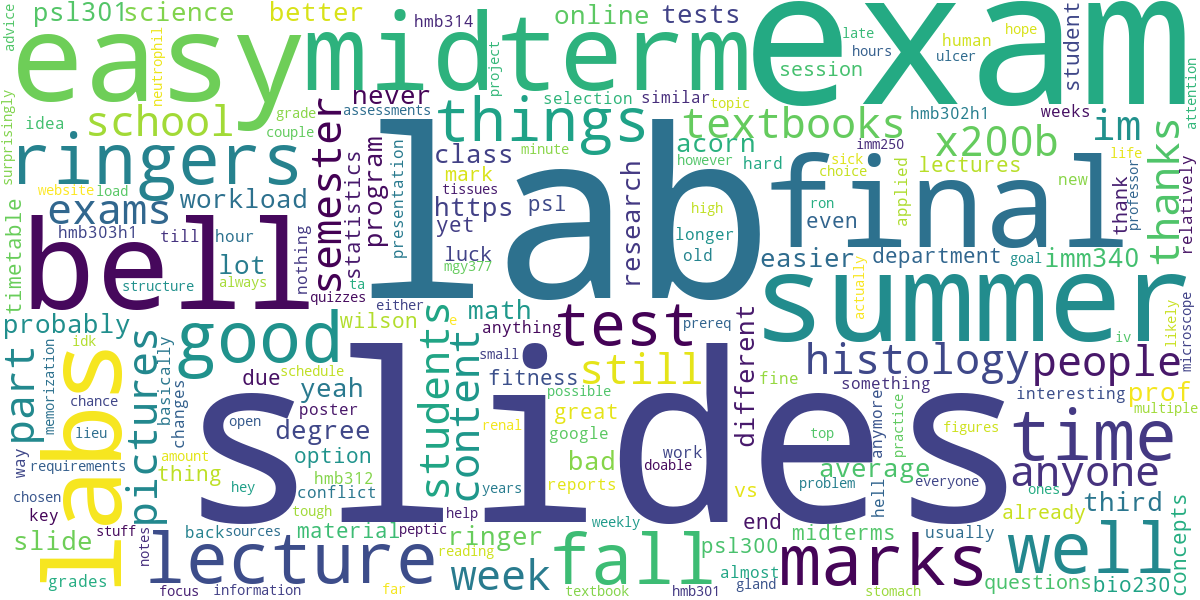 advice
psl301
science
better
hmb314
online
tests
late
hours
human
hope
student
easy
midterm
exam
neutrophil
project
session
ulcer
attention
surprisingly
idea
school
grade
couple
never
assessments
things
selection
similar
topic
textbooks
hmb302h1
weeks
im
minute
acorn
imm250
x200b
ringers
semester
program
class
mark
however
hard
sick
choice
lectures
life
thanks
website
load
workload
statistics
presentation
tissues
https
psl
research
high
ron
even
applied
new
thank
professor
relatively
timetable
exams
hmb303h1
till
hour
yet
lab
longer
final
bell
lot
nothing
luck
old
easier
department
goal
imm340
structure
always
ta
mgy377
quizzes
either
actually
summer
likely
microscope
probably
good
wilson
math
anything
e
test
prereq
iv
idk
labs
part
memorization
pictures
basically
changes
schedule
students
content
small
still
different
histology
people
due
yeah
fitness
possible
fine
something
interesting
prof
multiple
chance
lieu
poster
great
top
practice
anymore
figures
time
way
open
degree
google
work
requirements
thing
amount
option
renal
bad
doable
average
anyone
hey
hmb312
conflict
years
reports
vs
problem
hell
everyone
ones
chosen
slides
already
third
key
stuff
tough
material
peptic
help
weekly
end
midterms
usually
concepts
slide
notes
back
sources
lecture
ringer
reading
week
fall
psl300
almost
marks
well
questions
bio230
grades
focus
information
far
textbook
hmb301
gland
stomach